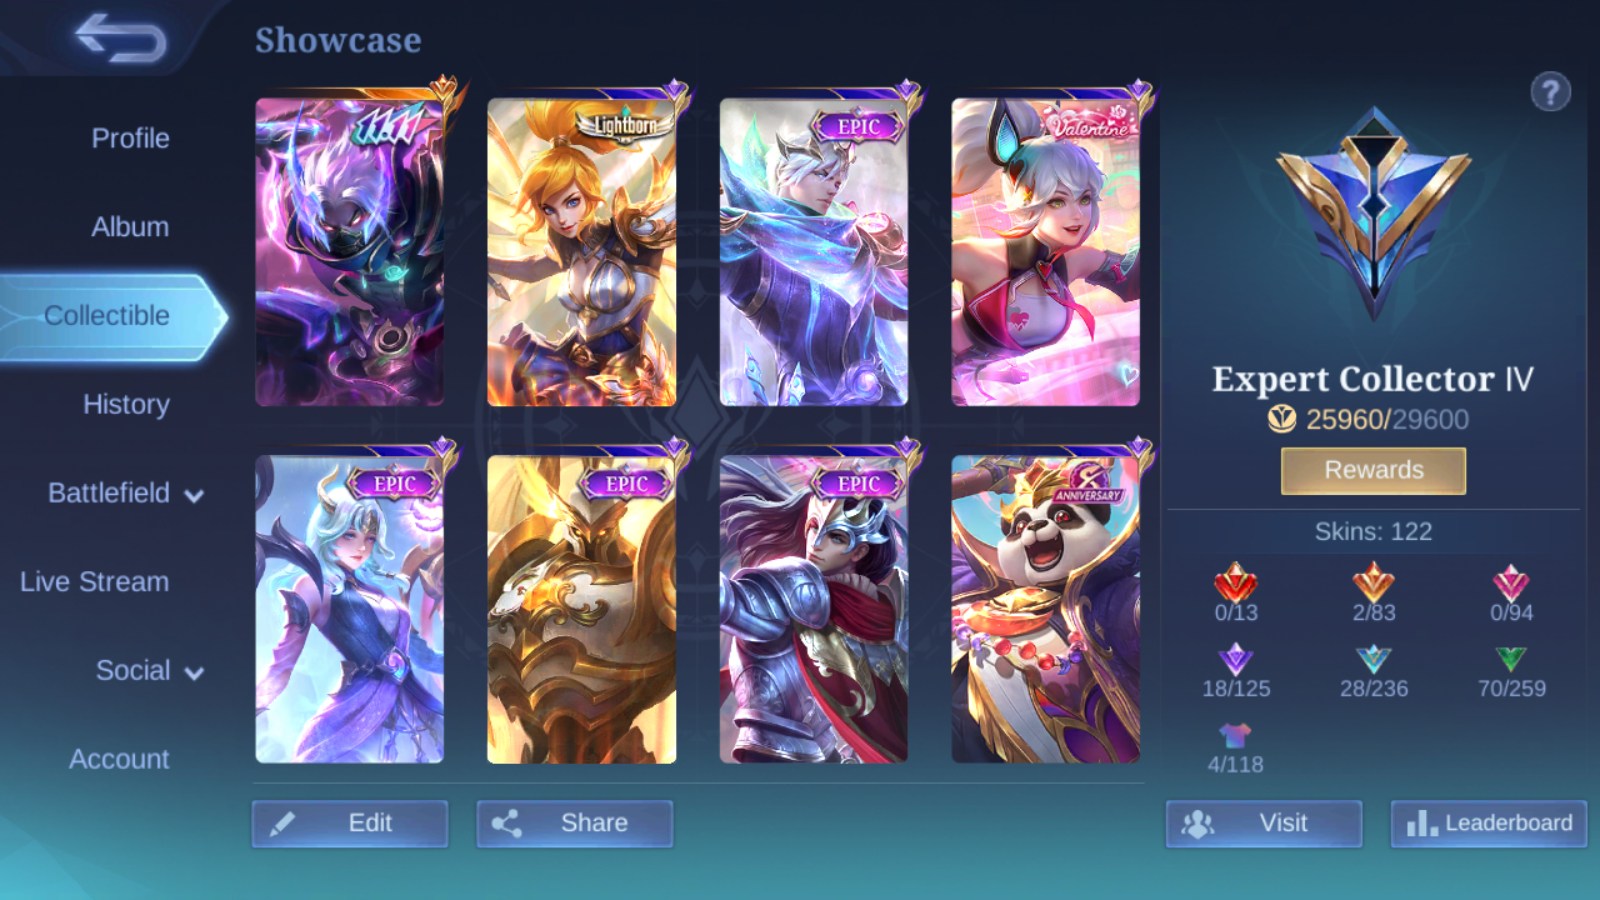 Showcase
?
Profile
Album
Collectible
History
Battlefield
Live Stream
Social
Account
Lightborn
EPIC
Valentine
EPIC
EPIC
EPIC
8
ANNIVERSARY
Expert Collector IV
25960/29600
Rewards
Skins: 122
0/13 2/83 0/94
18/125 28/236 70/259
4/118
Edit
Share
Visit
Leaderboard